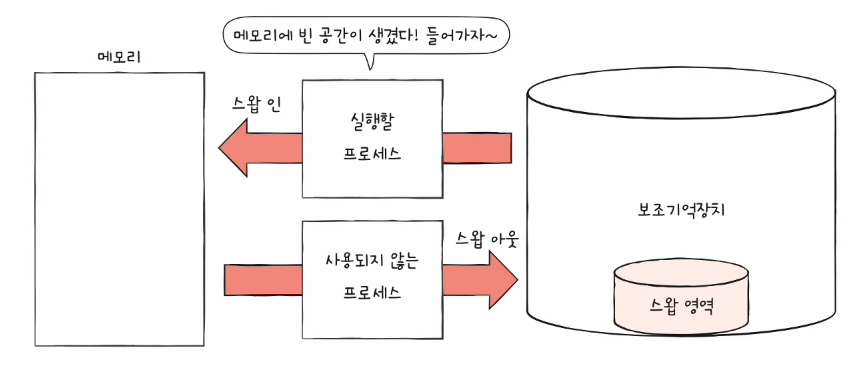 메모리에 빈 공간이 생겼다! 들어가자~
메모리
스왑 인
실행할
프로세스
스왑 아웃
사용되지 않는
프로세스
보조기억장치
스왑 영역